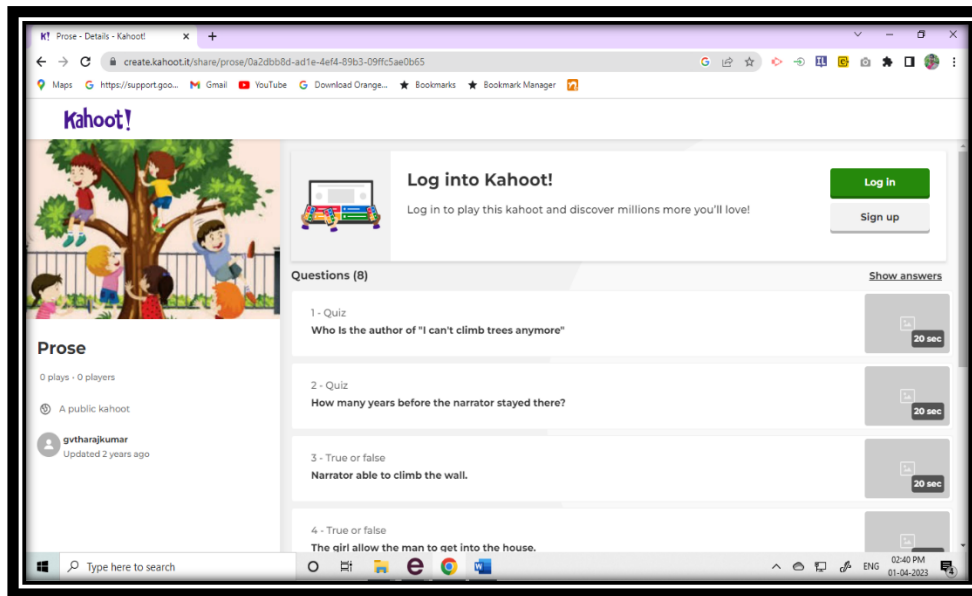 K! Prose - Details - Kahoot!
create.kahoot.it/share/prose/0a2dbb8d-ad1e-4ef4-89b3-09ffc5ae0b65
Maps G https://support.goo... Gmail YouTube G Download Orange... Bookmarks Bookmark Manager
Kahoot!
Log into Kahoot!
Log in to play this kahoot and discover millions more you'll love!
Log in
Sign up
Questions (8)
Show answers
1 - Quiz
Who Is the author of "I can't climb trees anymore"
20 sec
2 - Quiz
How many years before the narrator stayed there?
20 sec
3 - True or false
Narrator able to climb the wall.
20 sec
4 - True or false
The girl allow the man to get into the house.
Prose
0 plays · 0 players
A public kahoot
gvtharajkumar
Updated 2 years ago
Type here to search
ENG
02:40 PM
01-04-2023
4